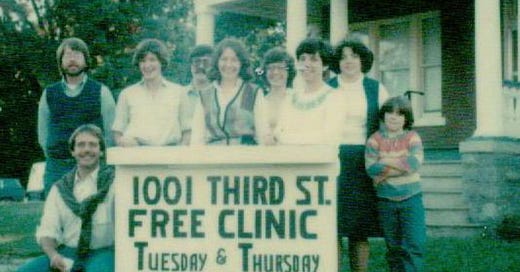 1001 THIRD ST.
FREE CLINIC
TUESDAY & THURSDAY